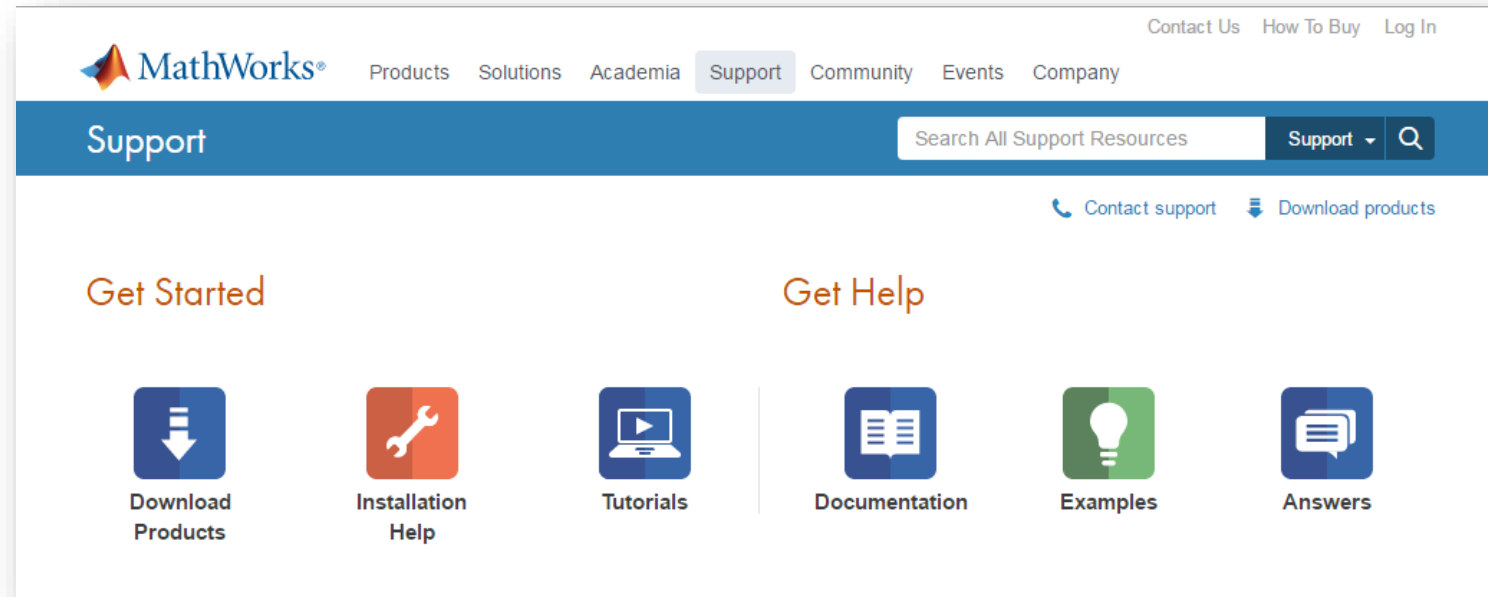 Contact Us How To Buy Log In
MathWorks® Products Solutions Academia Support Community Events Company
Support Search All Support Resources Support
Contact support Download products
Get Started Get Help
Download Installation Tutorials Documentation Examples Answers
Products Help